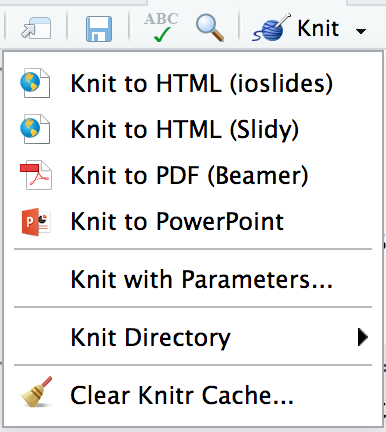 ABC
Knit
Knit to HTML (ioslides)
Knit to HTML (Slidy)
Knit to PDF (Beamer)
Knit to PowerPoint
Knit with Parameters...
Knit Directory
Clear Knitr Cache...